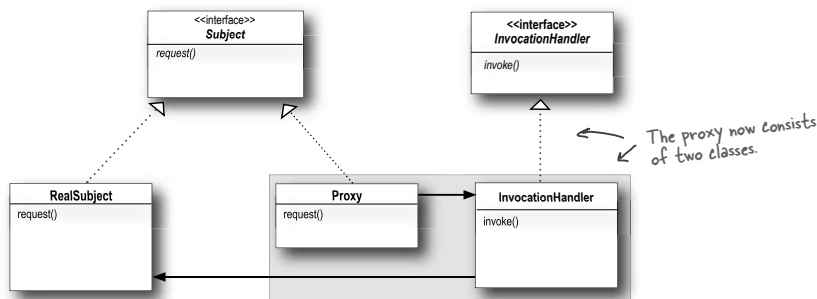 <<interface>>
Subject
request()
<<interface>>
InvocationHandler
invoke()
The proxy now consists
of two classes.
RealSubject
request()
Proxy
request()
InvocationHandler
invoke()